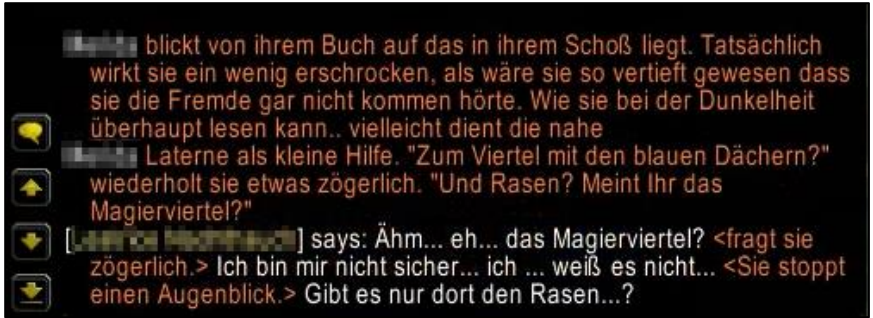 blickt von ihrem Buch auf das in ihrem Schoß liegt. Tatsächlich
wirkt sie ein wenig erschrocken, als wäre sie so vertieft gewesen dass
sie die Fremde gar nicht kommen hörte. Wie sie bei der Dunkelheit
überhaupt lesen kann.. vielleicht dient die nahe
Laterne als kleine Hilfe. "Zum Viertel mit den blauen Dächern?"
wiederholt sie etwas zögerlich. "Und Rasen? Meint Ihr das
Magierviertel?"
[] says: Ähm... eh... das Magierviertel? <fragt sie
zögerlich.> Ich bin mir nicht sicher... ich ... weiß es nicht... <Sie stoppt
einen Augenblick.> Gibt es nur dort den Rasen...?